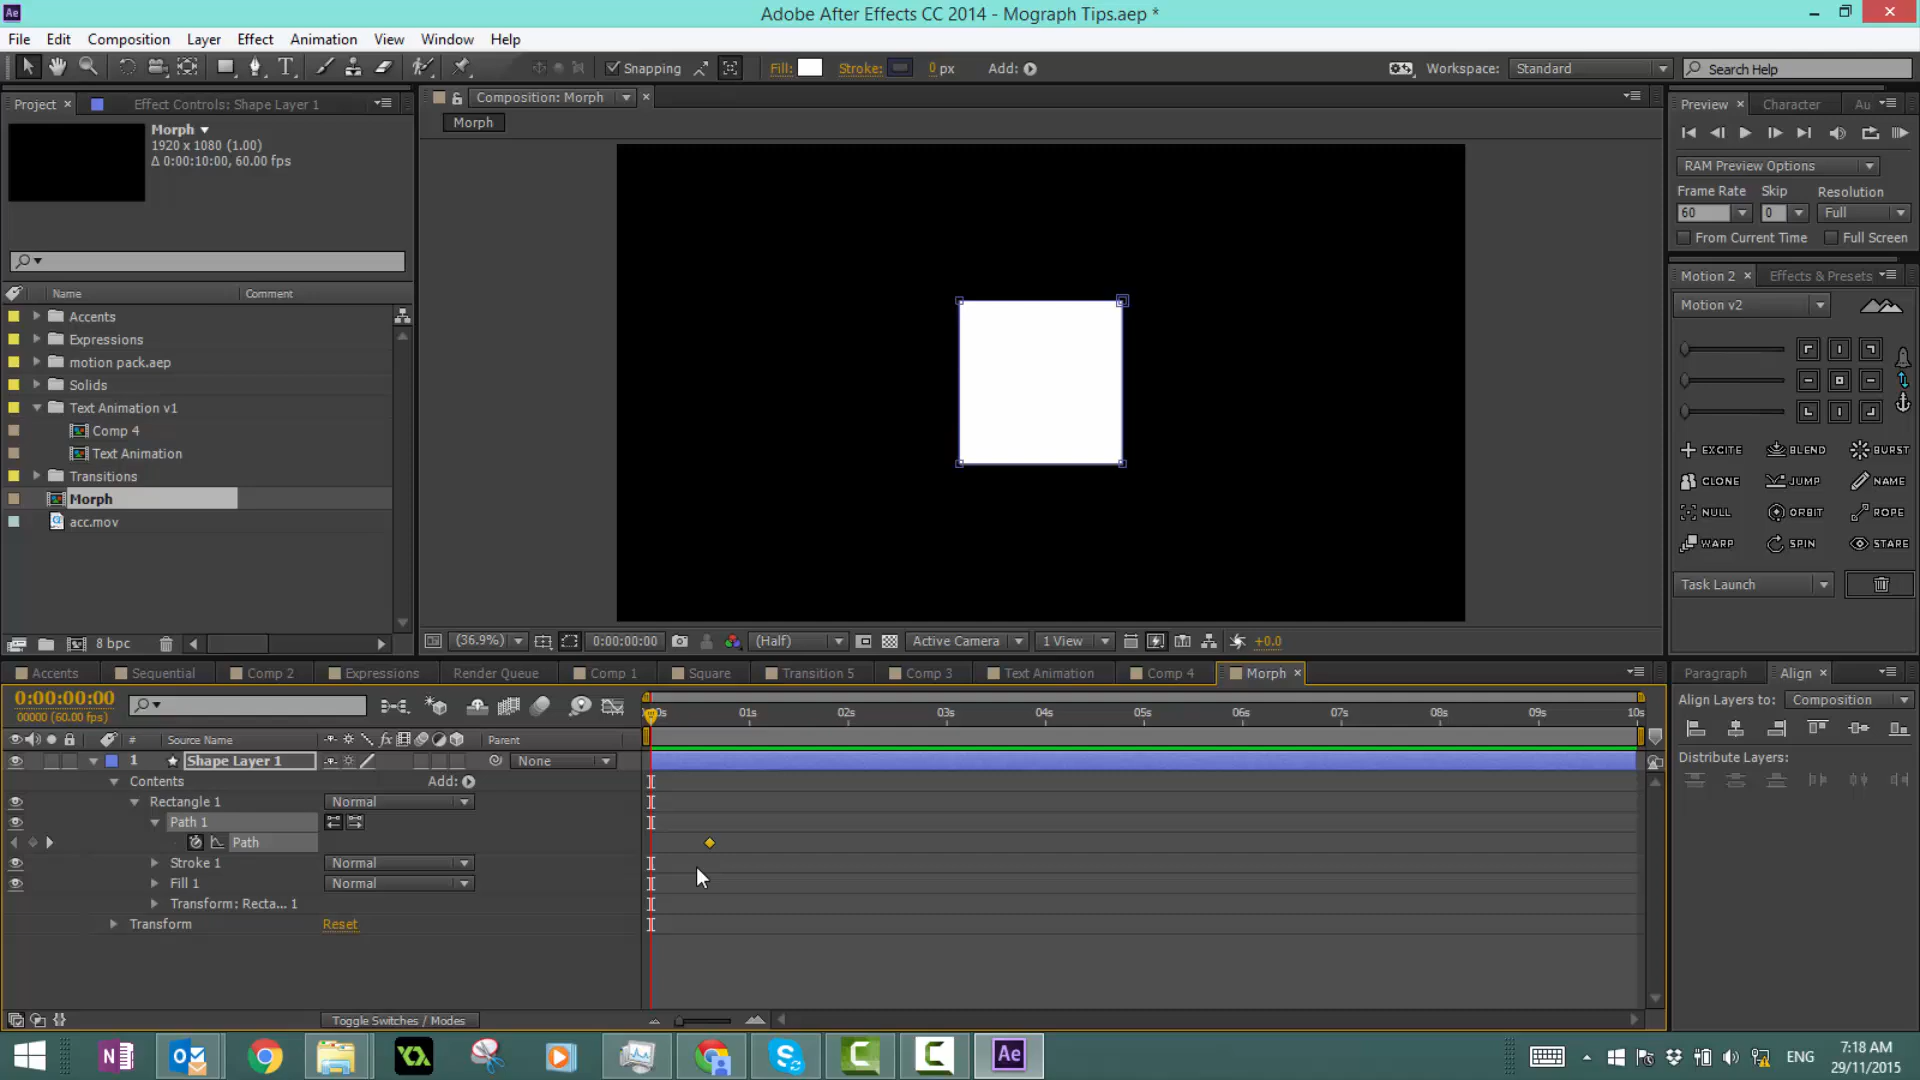 Ae
Adobe After Effects CC 2014 - Mograph Tips.aep *
File Edit Composition Layer Effect Animation View Window Help
Snapping Fill: Stroke: 0 px Add: Workspace: Standard Search Help
Project × Effect Controls: Shape Layer 1
Morph
1920 x 1080 (1.00)
Δ 0:00:10:00, 60.00 fps
Name Comment
Accents
Expressions
motion pack.aep
Solids
Text Animation v1
Comp 4
Text Animation
Transitions
Morph
acc.mov
8 bpc
Composition: Morph ×
Morph
(36.9%) 0:00:00:00 (Half) Active Camera 1 View +0.0
Preview × Character Au
RAM Preview Options
Frame Rate Skip Resolution
60 0 Full
From Current Time Full Screen
Motion 2 × Effects & Presets
Motion v2
EXCITE BLEND BURST
CLONE JUMP NAME
NULL ORBIT ROPE
WARP SPIN STARE
Task Launch
Accents Sequential Comp 2 Expressions Render Queue Comp 1 Square Transition 5 Comp 3 Text Animation Comp 4 Morph ×
0:00:00:00
00000 (60.00 fps)
00s 01s 02s 03s 04s 05s 06s 07s 08s 09s 10s
# Source Name fx Parent
1 Shape Layer 1 None
Contents Add:
Rectangle 1 Normal
Path 1
Path
Stroke 1 Normal
Fill 1 Normal
Transform: Recta... 1
Transform Reset
Toggle Switches / Modes
Paragraph Align ×
Align Layers to: Composition
Distribute Layers:
ENG
7:18 AM
29/11/2015